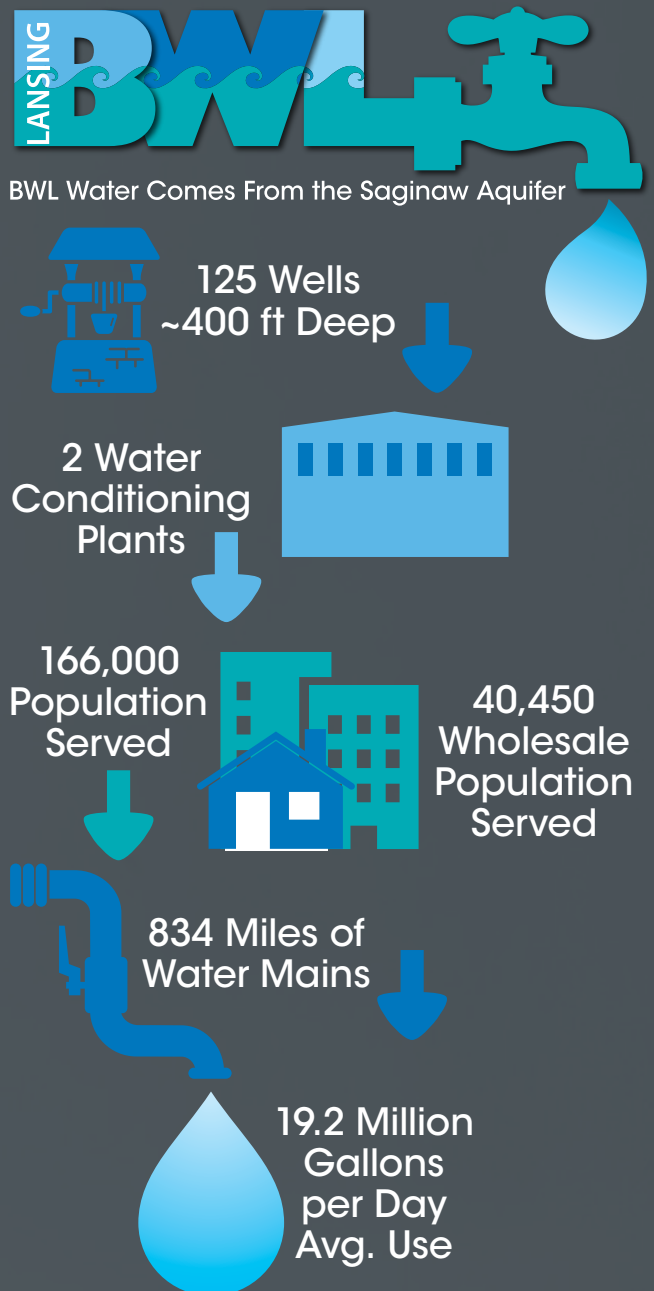 LANSING
BWL
BWL Water Comes From the Saginaw Aquifer
125 Wells
~400 ft Deep
2 Water
Conditioning
Plants
166,000
Population
Served
40,450
Wholesale
Population
Served
834 Miles of
Water Mains
19.2 Million
Gallons
per Day
Avg. Use